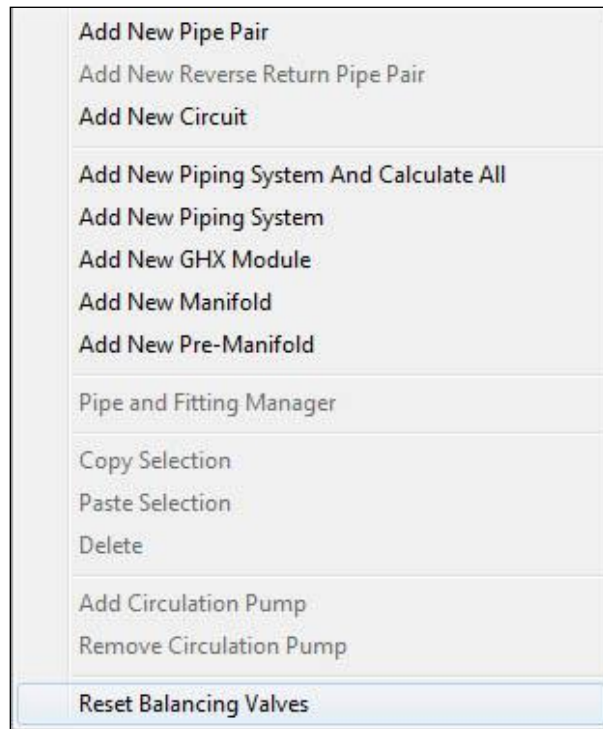 Add New Pipe Pair
Add New Reverse Return Pipe Pair
Add New Circuit
Add New Piping System And Calculate All
Add New Piping System
Add New GHX Module
Add New Manifold
Add New Pre-Manifold
Pipe and Fitting Manager
Copy Selection
Paste Selection
Delete
Add Circulation Pump
Remove Circulation Pump
Reset Balancing Valves